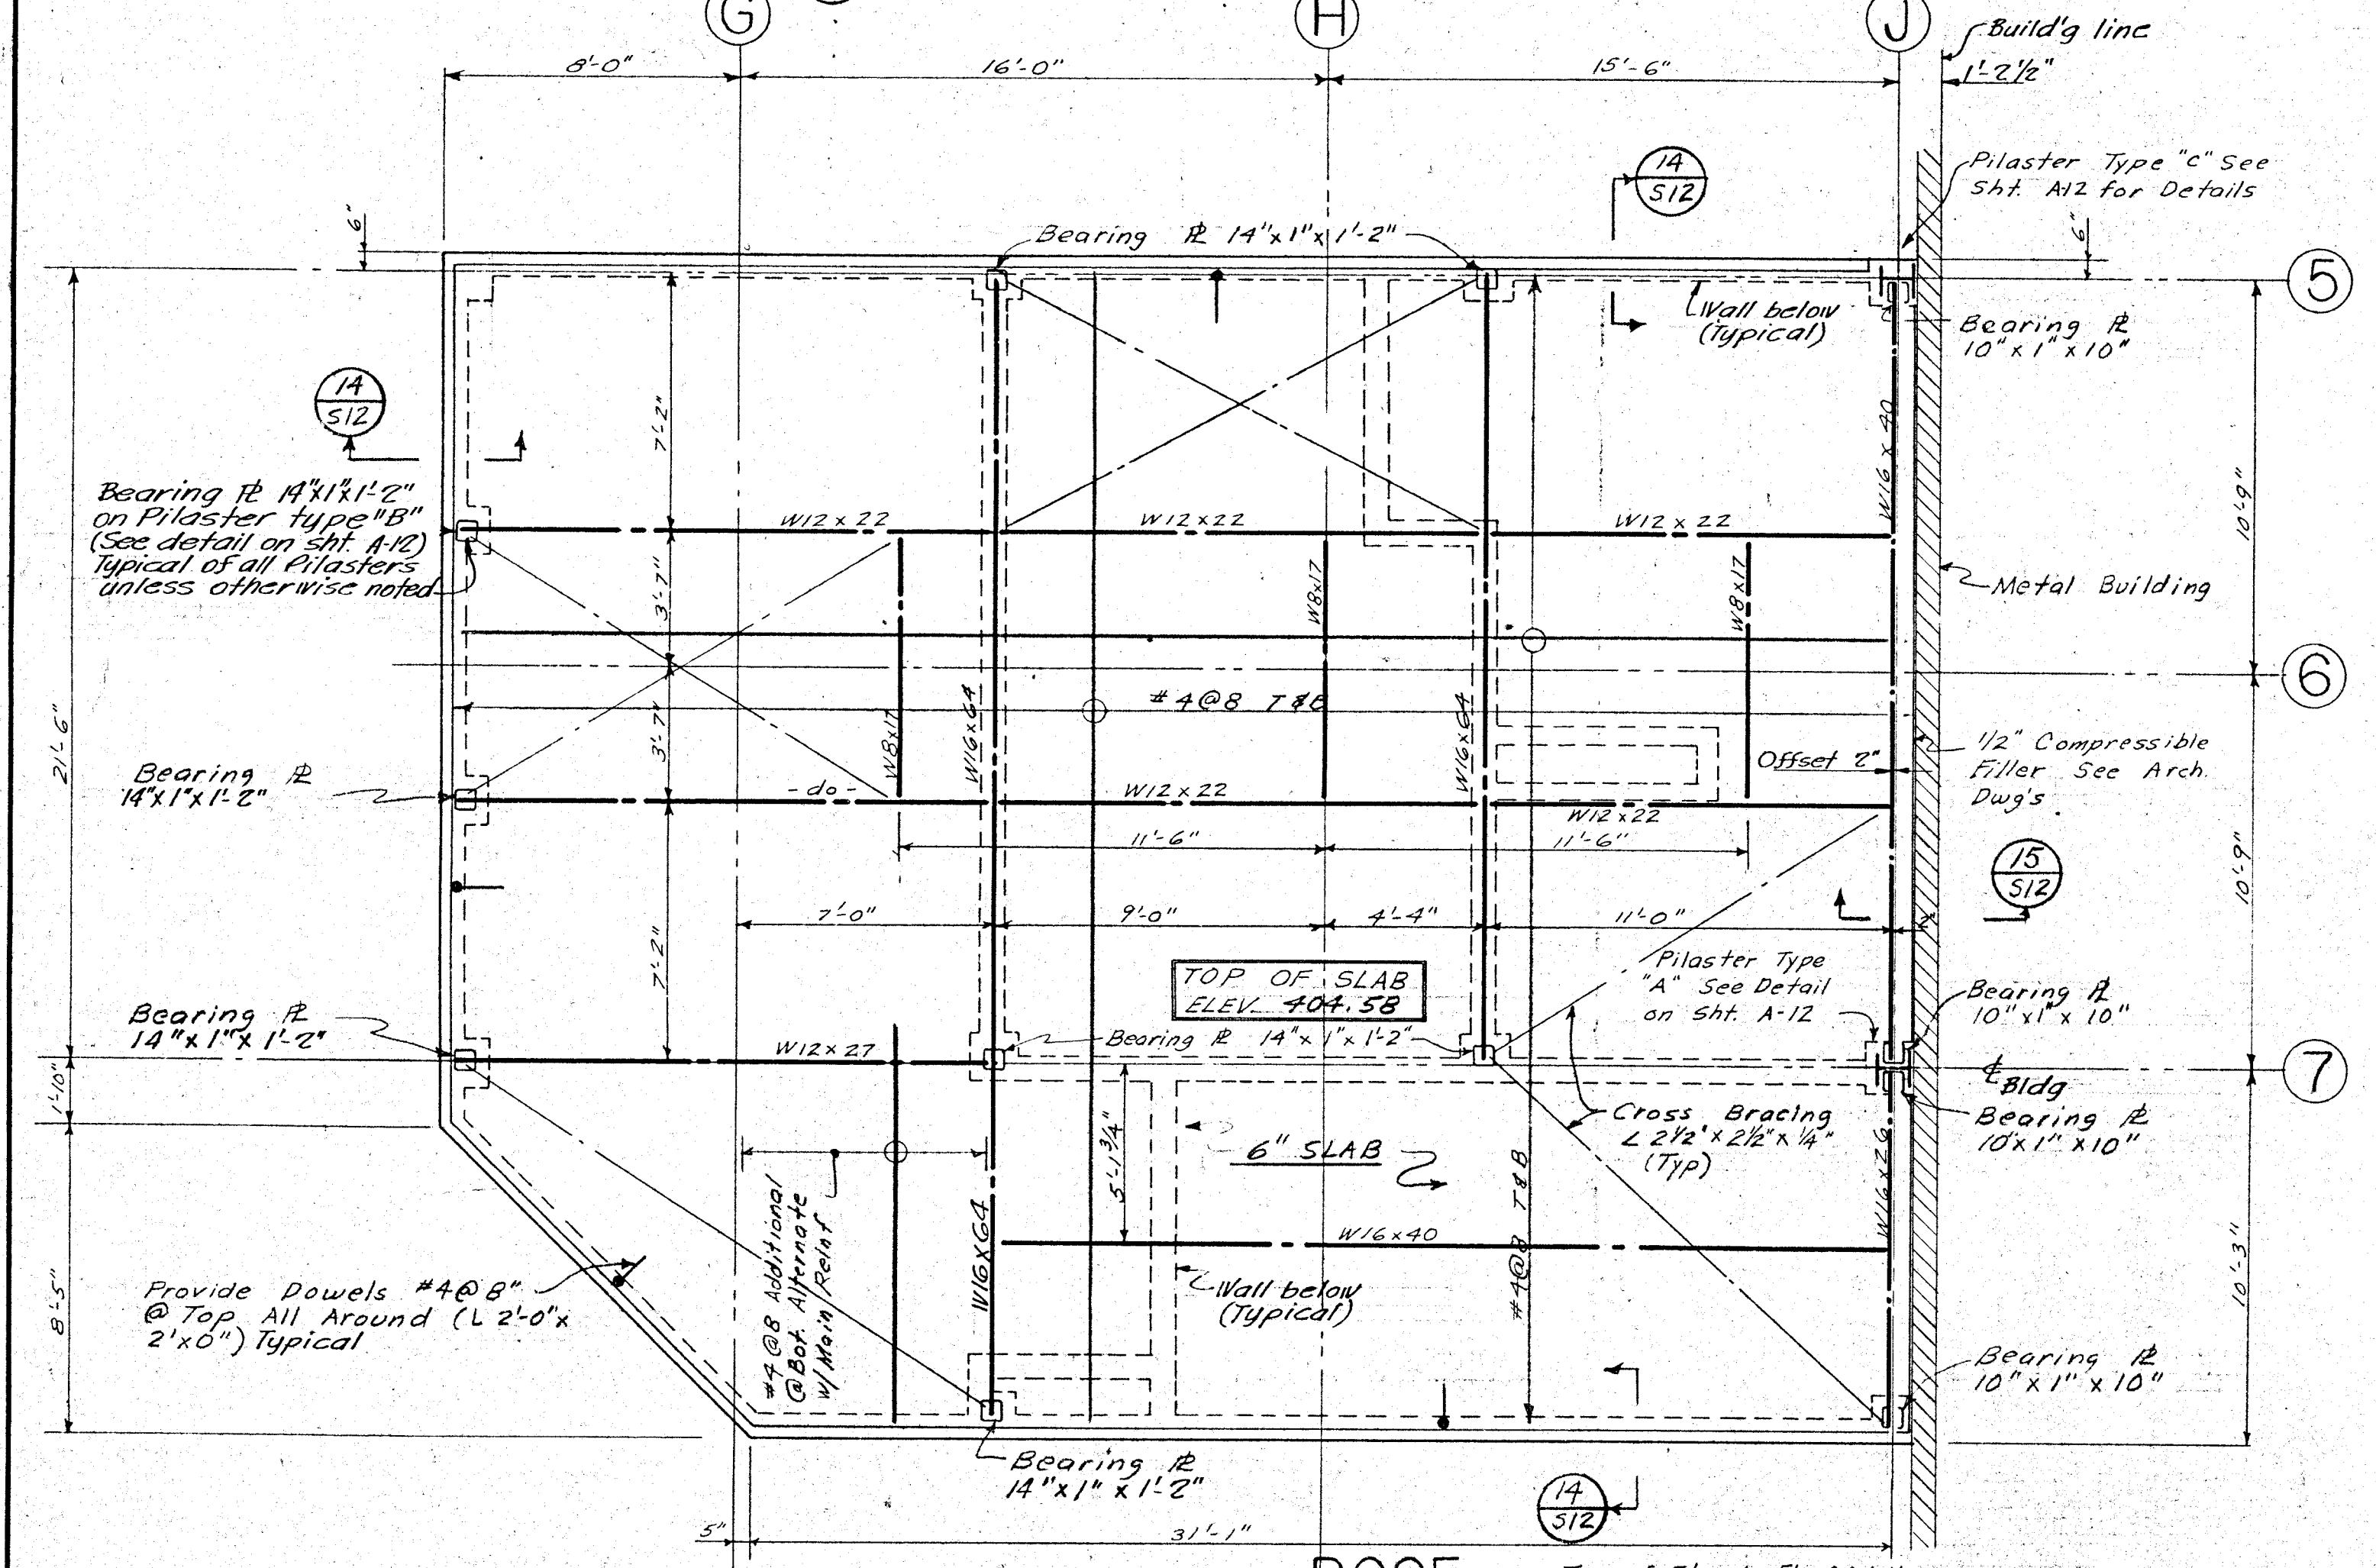 G
H
J
Build'g line
8'-0"
16'-0"
15'-6"
1'-2½"
14
S12
Pilaster Type "C" See
Sht. A12 for Details
6"
6"
Bearing ℄ 14"x1"x1'-2"
5
Wall below
(Typical)
Bearing ℄
10"x1"x10"
14
S12
7'-2"
W16x40
10'-9"
Bearing ℄ 14"x1"x1'-2"
on Pilaster type "B"
(See detail on sht. A-12)
Typical of all Pilasters
unless otherwise noted
W12x22
W12x22
W12x22
3'-7"
W8x17
W8x17
Metal Building
6
21'-6"
3'-7"
W8x17
W16x64
#4@8 T&B
W16x64
Offset 2"
1/2" Compressible
Filler See Arch.
Dwg's
Bearing ℄
14"x1"x1'-2"
-do-
W12x22
W12x22
11'-6"
11'-6"
15
S12
10'-9"
7'-0"
9'-0"
4'-4"
11'-0"
2"
7'-2"
TOP OF SLAB
ELEV. 404.58
Pilaster Type
"A" See Detail
on Sht. A-12
Bearing ℄
10"x1"x10"
Bearing ℄
14"x1"x1'-2"
W12x27
Bearing ℄ 14"x1"x1'-2"
7
1'-10"
℄ Bldg
Bearing ℄
10"x1"x10"
5'-1¾"
6" SLAB
Cross Bracing
L 2½"x2½"x¼"
(Typ)
W16x26
#4@8 Additional
@Bot. Alternate
w/Main Reinf
W16x64
#4@8 T&B
W16x40
10'-3"
8'-5"
Provide Dowels #4@8"
@ Top All Around (L 2'-0"x
2'x0") Typical
Wall below
(Typical)
Bearing ℄
10"x1"x10"
Bearing ℄
14"x1"x1'-2"
14
S12
5"
31'-1"